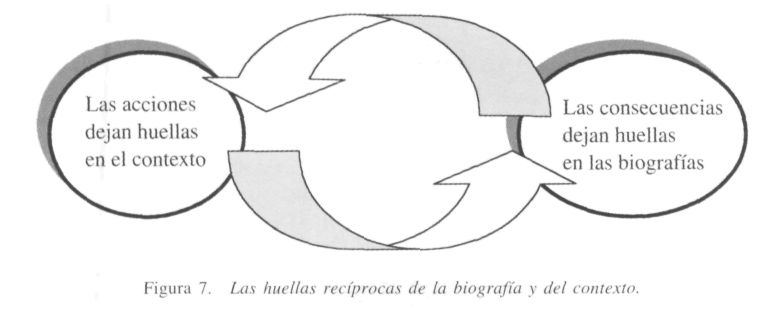 Las acciones
dejan huellas
en el contexto
Las consecuencias
dejan huellas
en las biografías
Figura 7. Las huellas recíprocas de la biografía y del contexto.